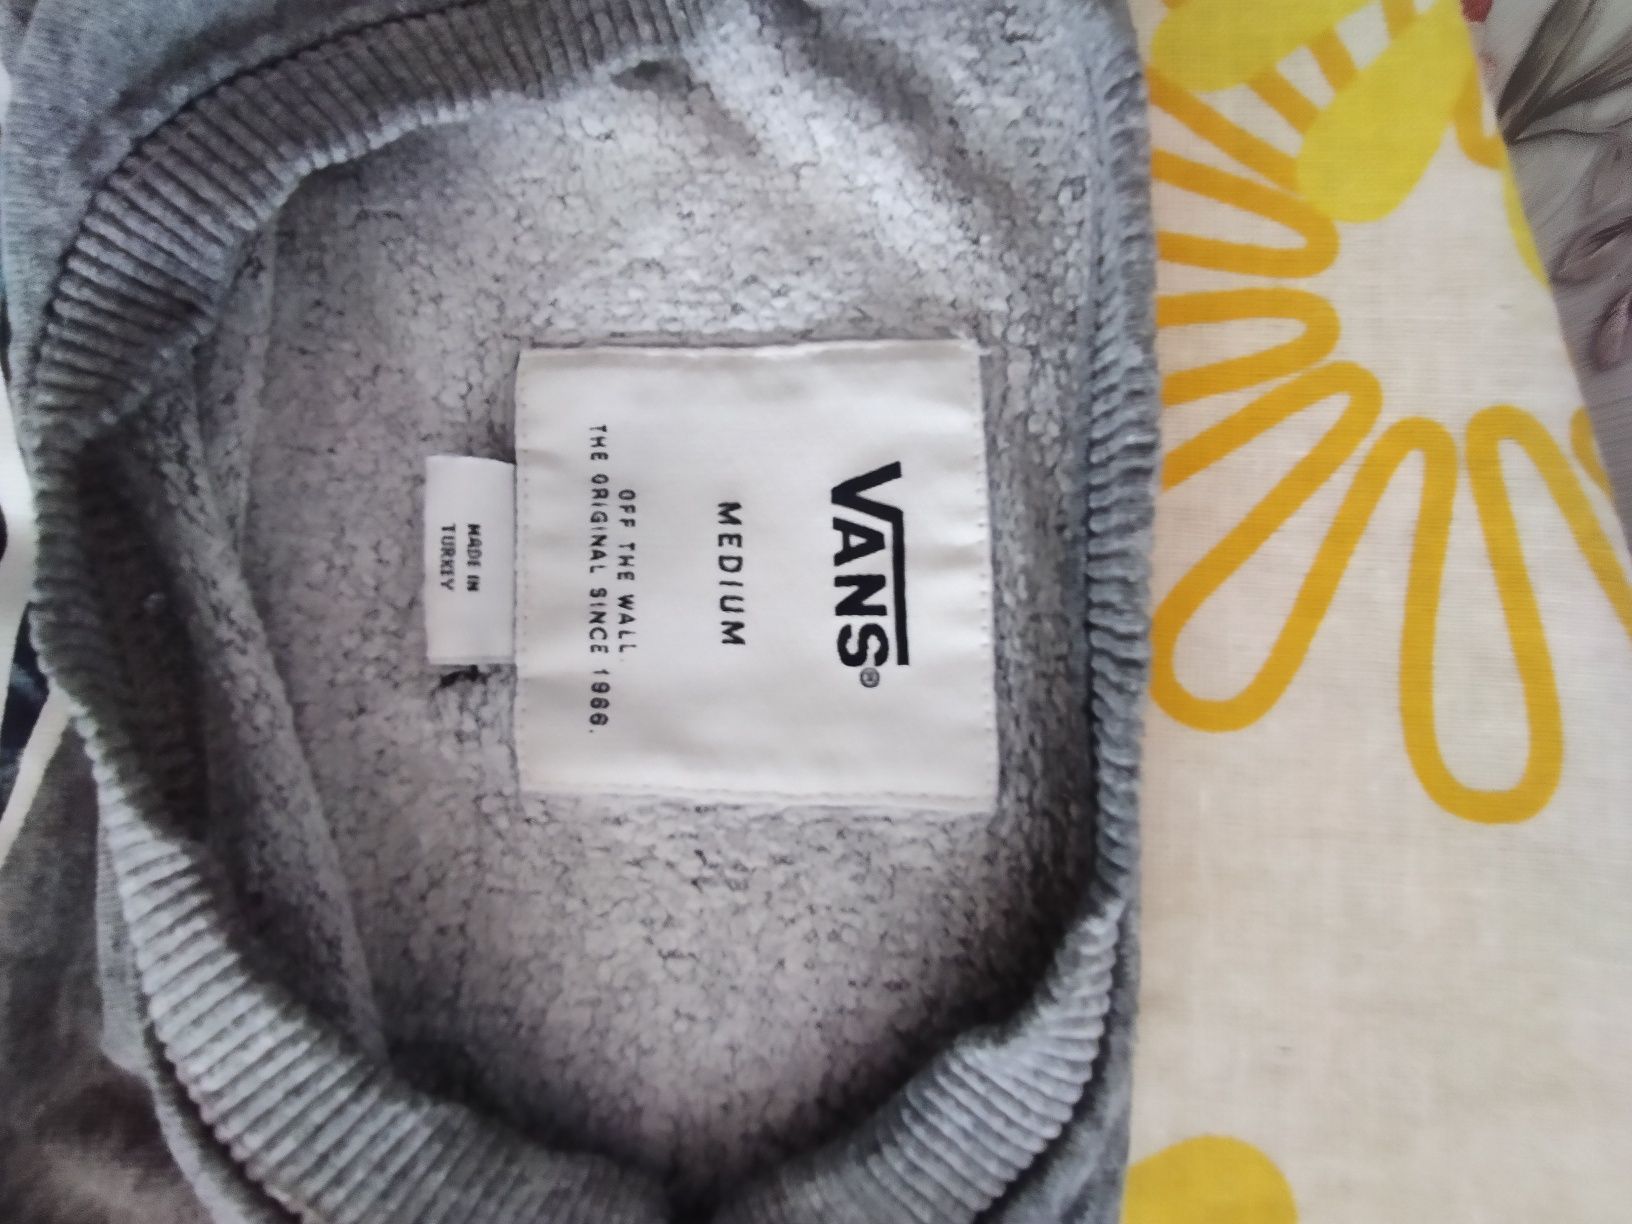 VANS®
MEDIUM
OFF THE WALL.
THE ORIGINAL SINCE 1966.
MADE IN
TURKEY